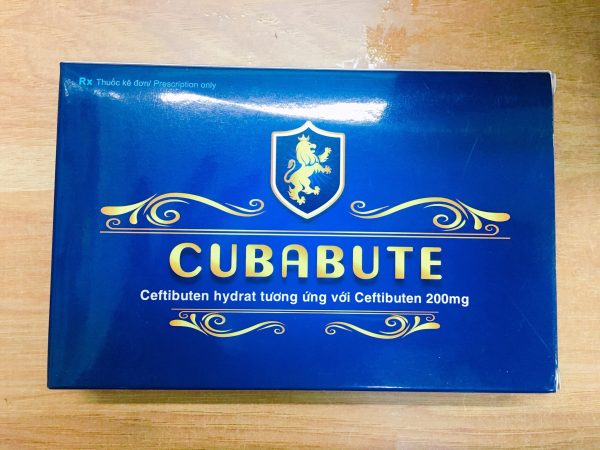 Rx Thuốc kê đơn/ Prescription only
CUBABUTE
Ceftibuten hydrat tương ứng với Ceftibuten 200mg